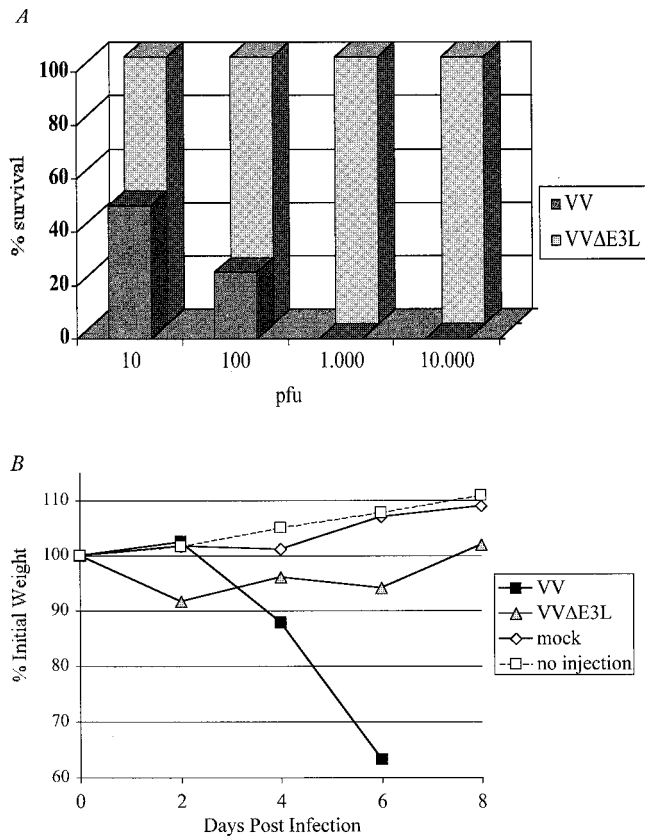 A
% survival
100
80
60
40
20
0
10 100 1.000 10.000
pfu
VV
VVΔE3L
B
% Initial Weight
110
100
90
80
70
60
0 2 4 6 8
Days Post Infection
VV
VVΔE3L
mock
no injection